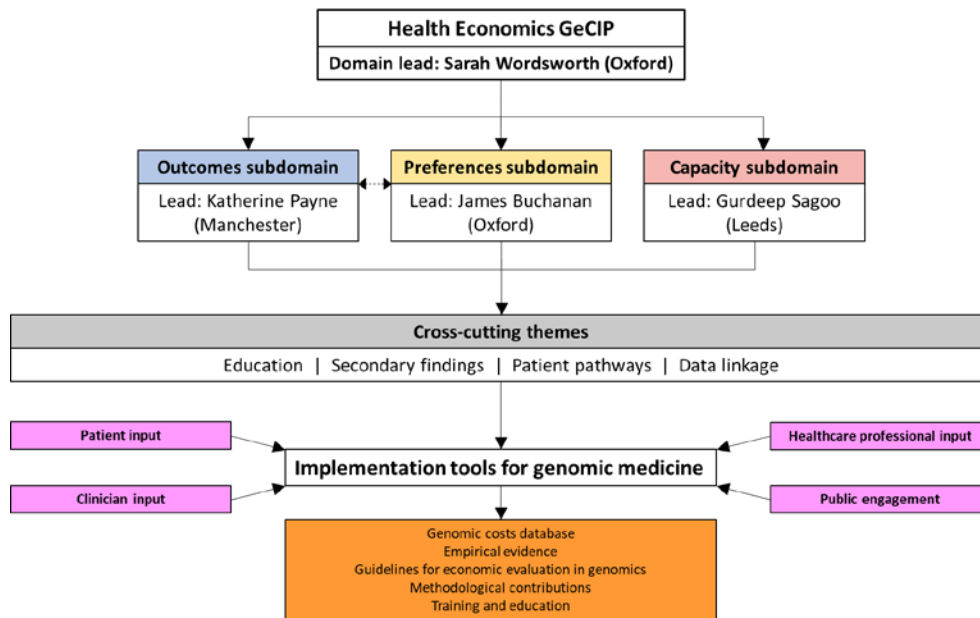 Health Economics GeCIP
Domain lead: Sarah Wordsworth (Oxford)
Outcomes subdomain
Lead: Katherine Payne
(Manchester)
Preferences subdomain
Lead: James Buchanan
(Oxford)
Capacity subdomain
Lead: Gurdeep Sagoo
(Leeds)
Cross-cutting themes
Education | Secondary findings | Patient pathways | Data linkage
Patient input
Healthcare professional input
Implementation tools for genomic medicine
Clinician input
Public engagement
Genomic costs database
Empirical evidence
Guidelines for economic evaluation in genomics
Methodological contributions
Training and education